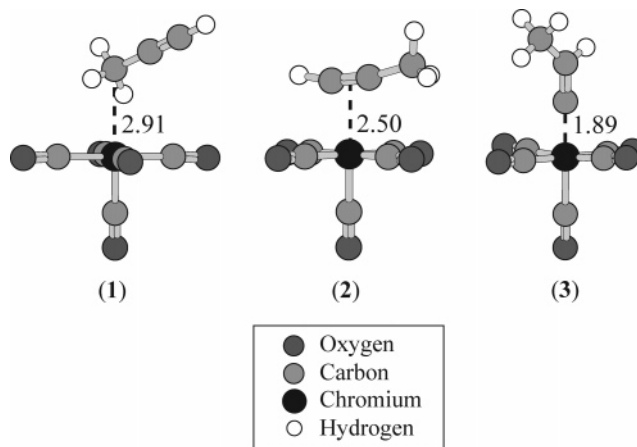 2.91
2.50
1.89
(1)
(2)
(3)
Oxygen
Carbon
Chromium
Hydrogen